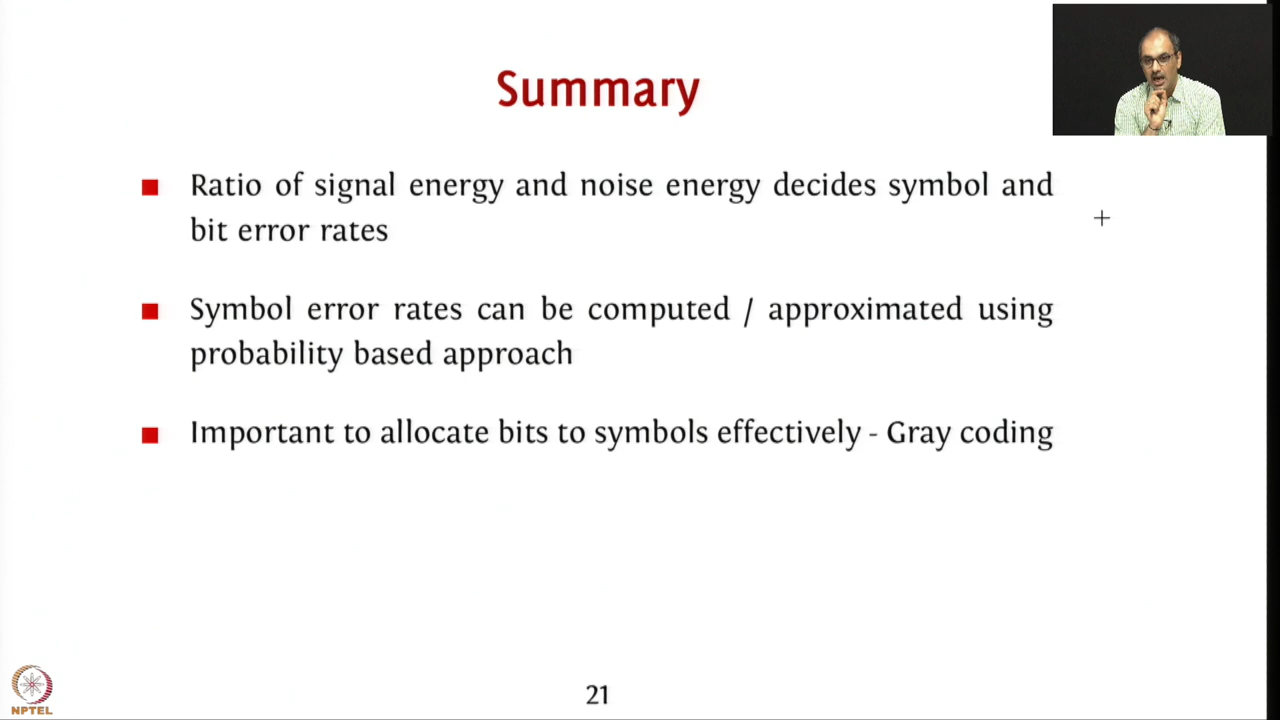 Summary
Ratio of signal energy and noise energy decides symbol and
bit error rates
Symbol error rates can be computed / approximated using
probability based approach
Important to allocate bits to symbols effectively - Gray coding
NPTEL
21